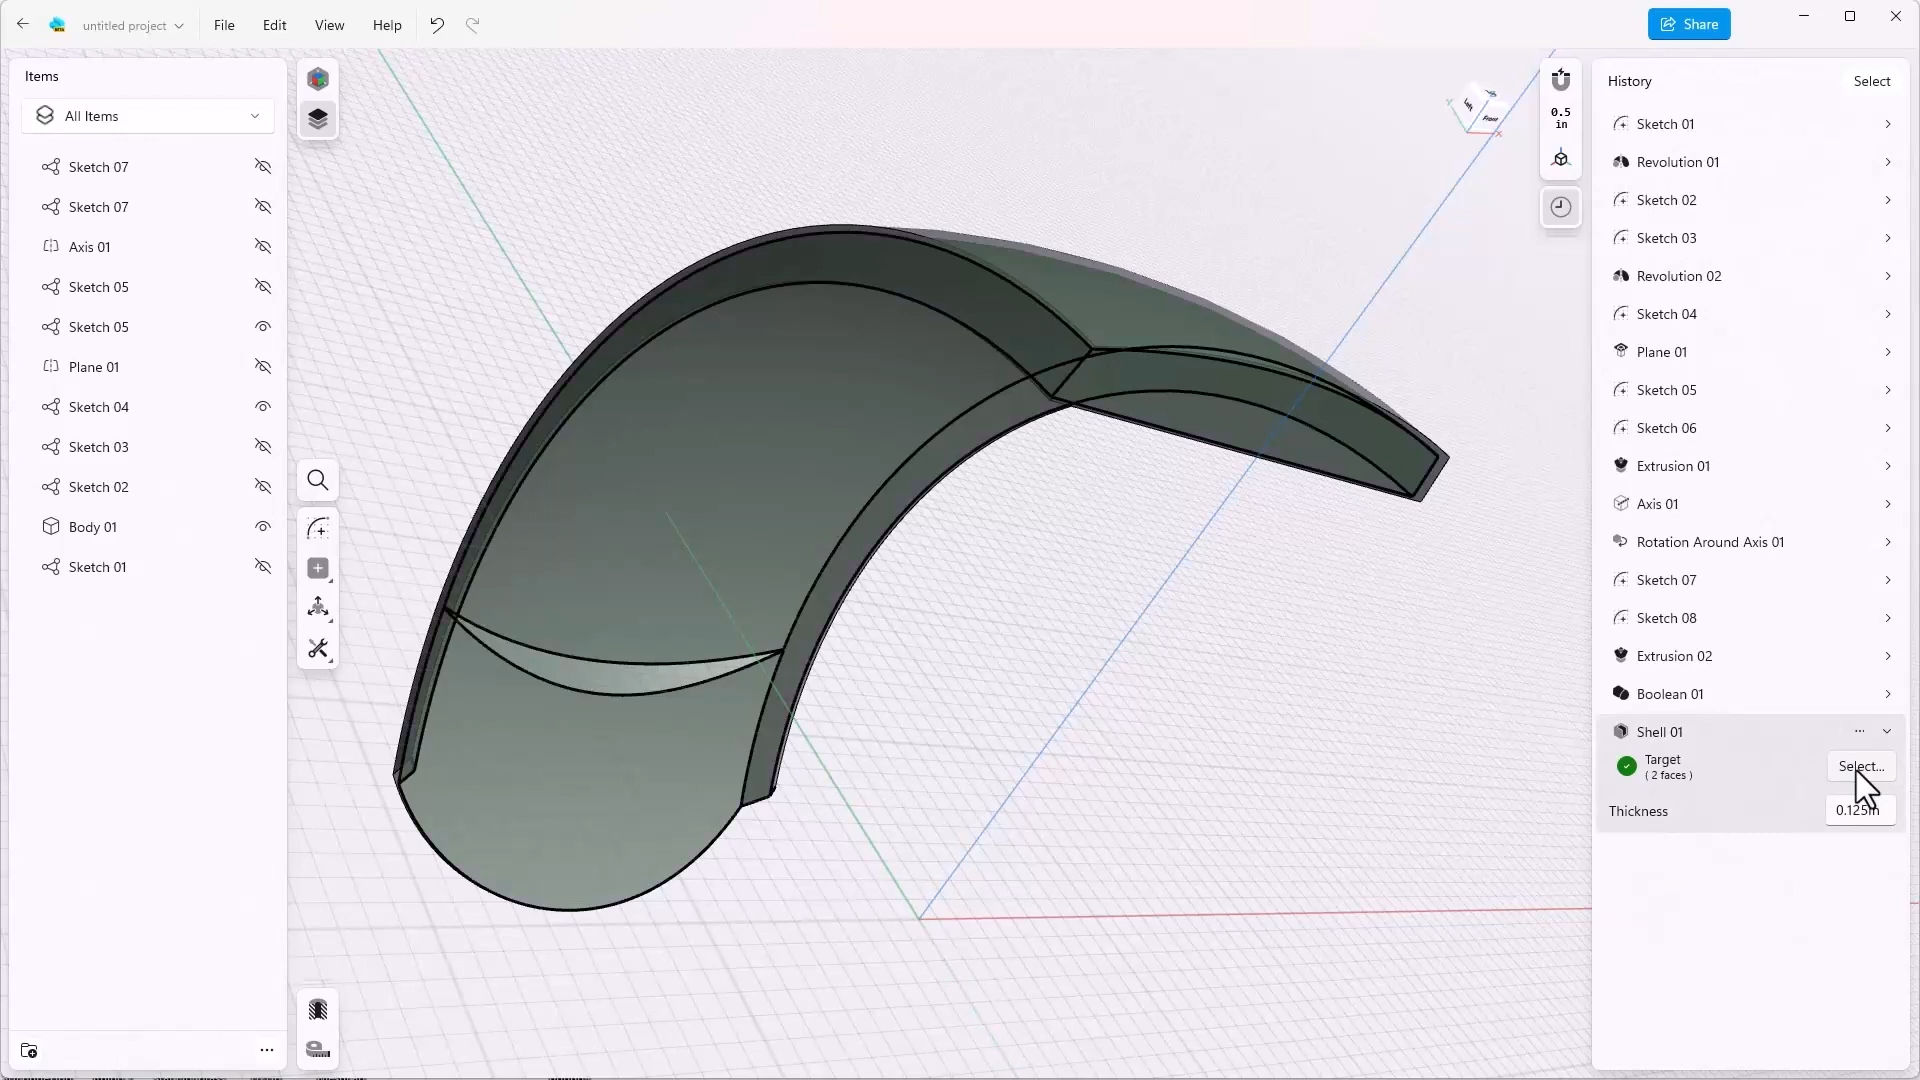 untitled project
File
Edit
View
Help
Share
Items
All Items
Sketch 07
Sketch 07
Axis 01
Sketch 05
Sketch 05
Plane 01
Sketch 04
Sketch 03
Sketch 02
Body 01
Sketch 01
Left
Front
X
0.5
in
History
Select
Sketch 01
Revolution 01
Sketch 02
Sketch 03
Revolution 02
Sketch 04
Plane 01
Sketch 05
Sketch 06
Extrusion 01
Axis 01
Rotation Around Axis 01
Sketch 07
Sketch 08
Extrusion 02
Boolean 01
Shell 01
Target
( 2 faces )
Select...
Thickness
0.125in